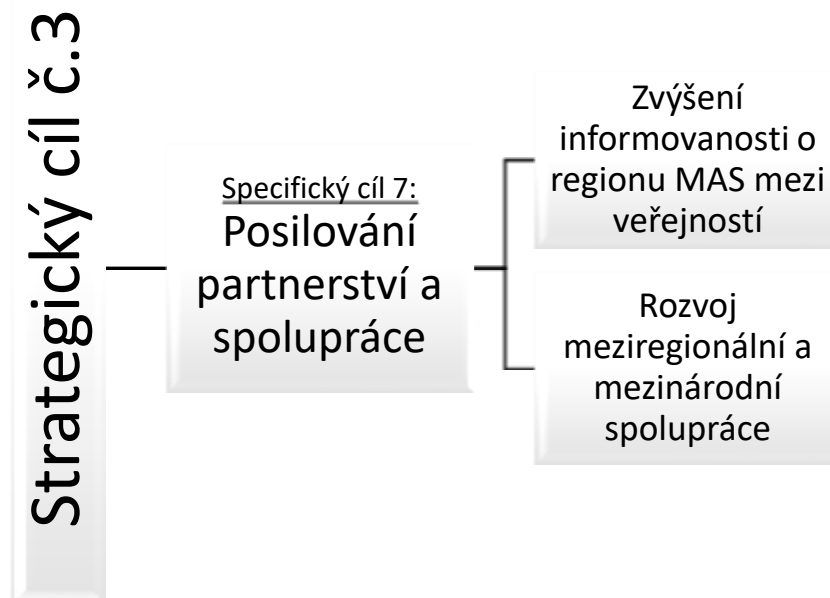 Strategický cíl č.3
Specifický cíl 7:
Posilování
partnerství a
spolupráce
Zvýšení
informovanosti o
regionu MAS mezi
veřejností
Rozvoj
meziregionální a
mezinárodní
spolupráce